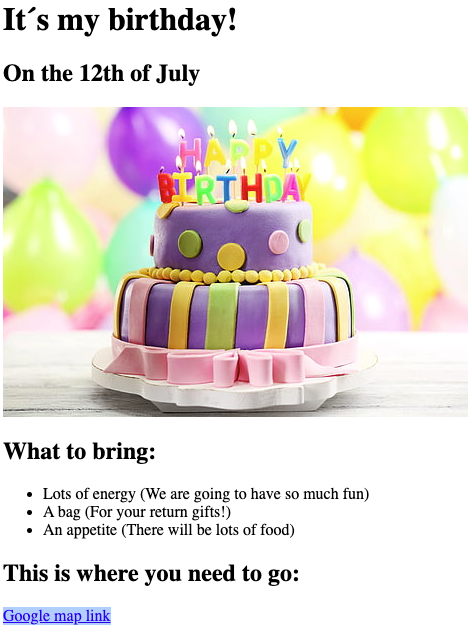 It´s my birthday!
On the 12th of July
HAPPY
BIRTHDAY
What to bring:
Lots of energy (We are going to have so much fun)
A bag (For your return gifts!)
An appetite (There will be lots of food)
This is where you need to go:
Google map link